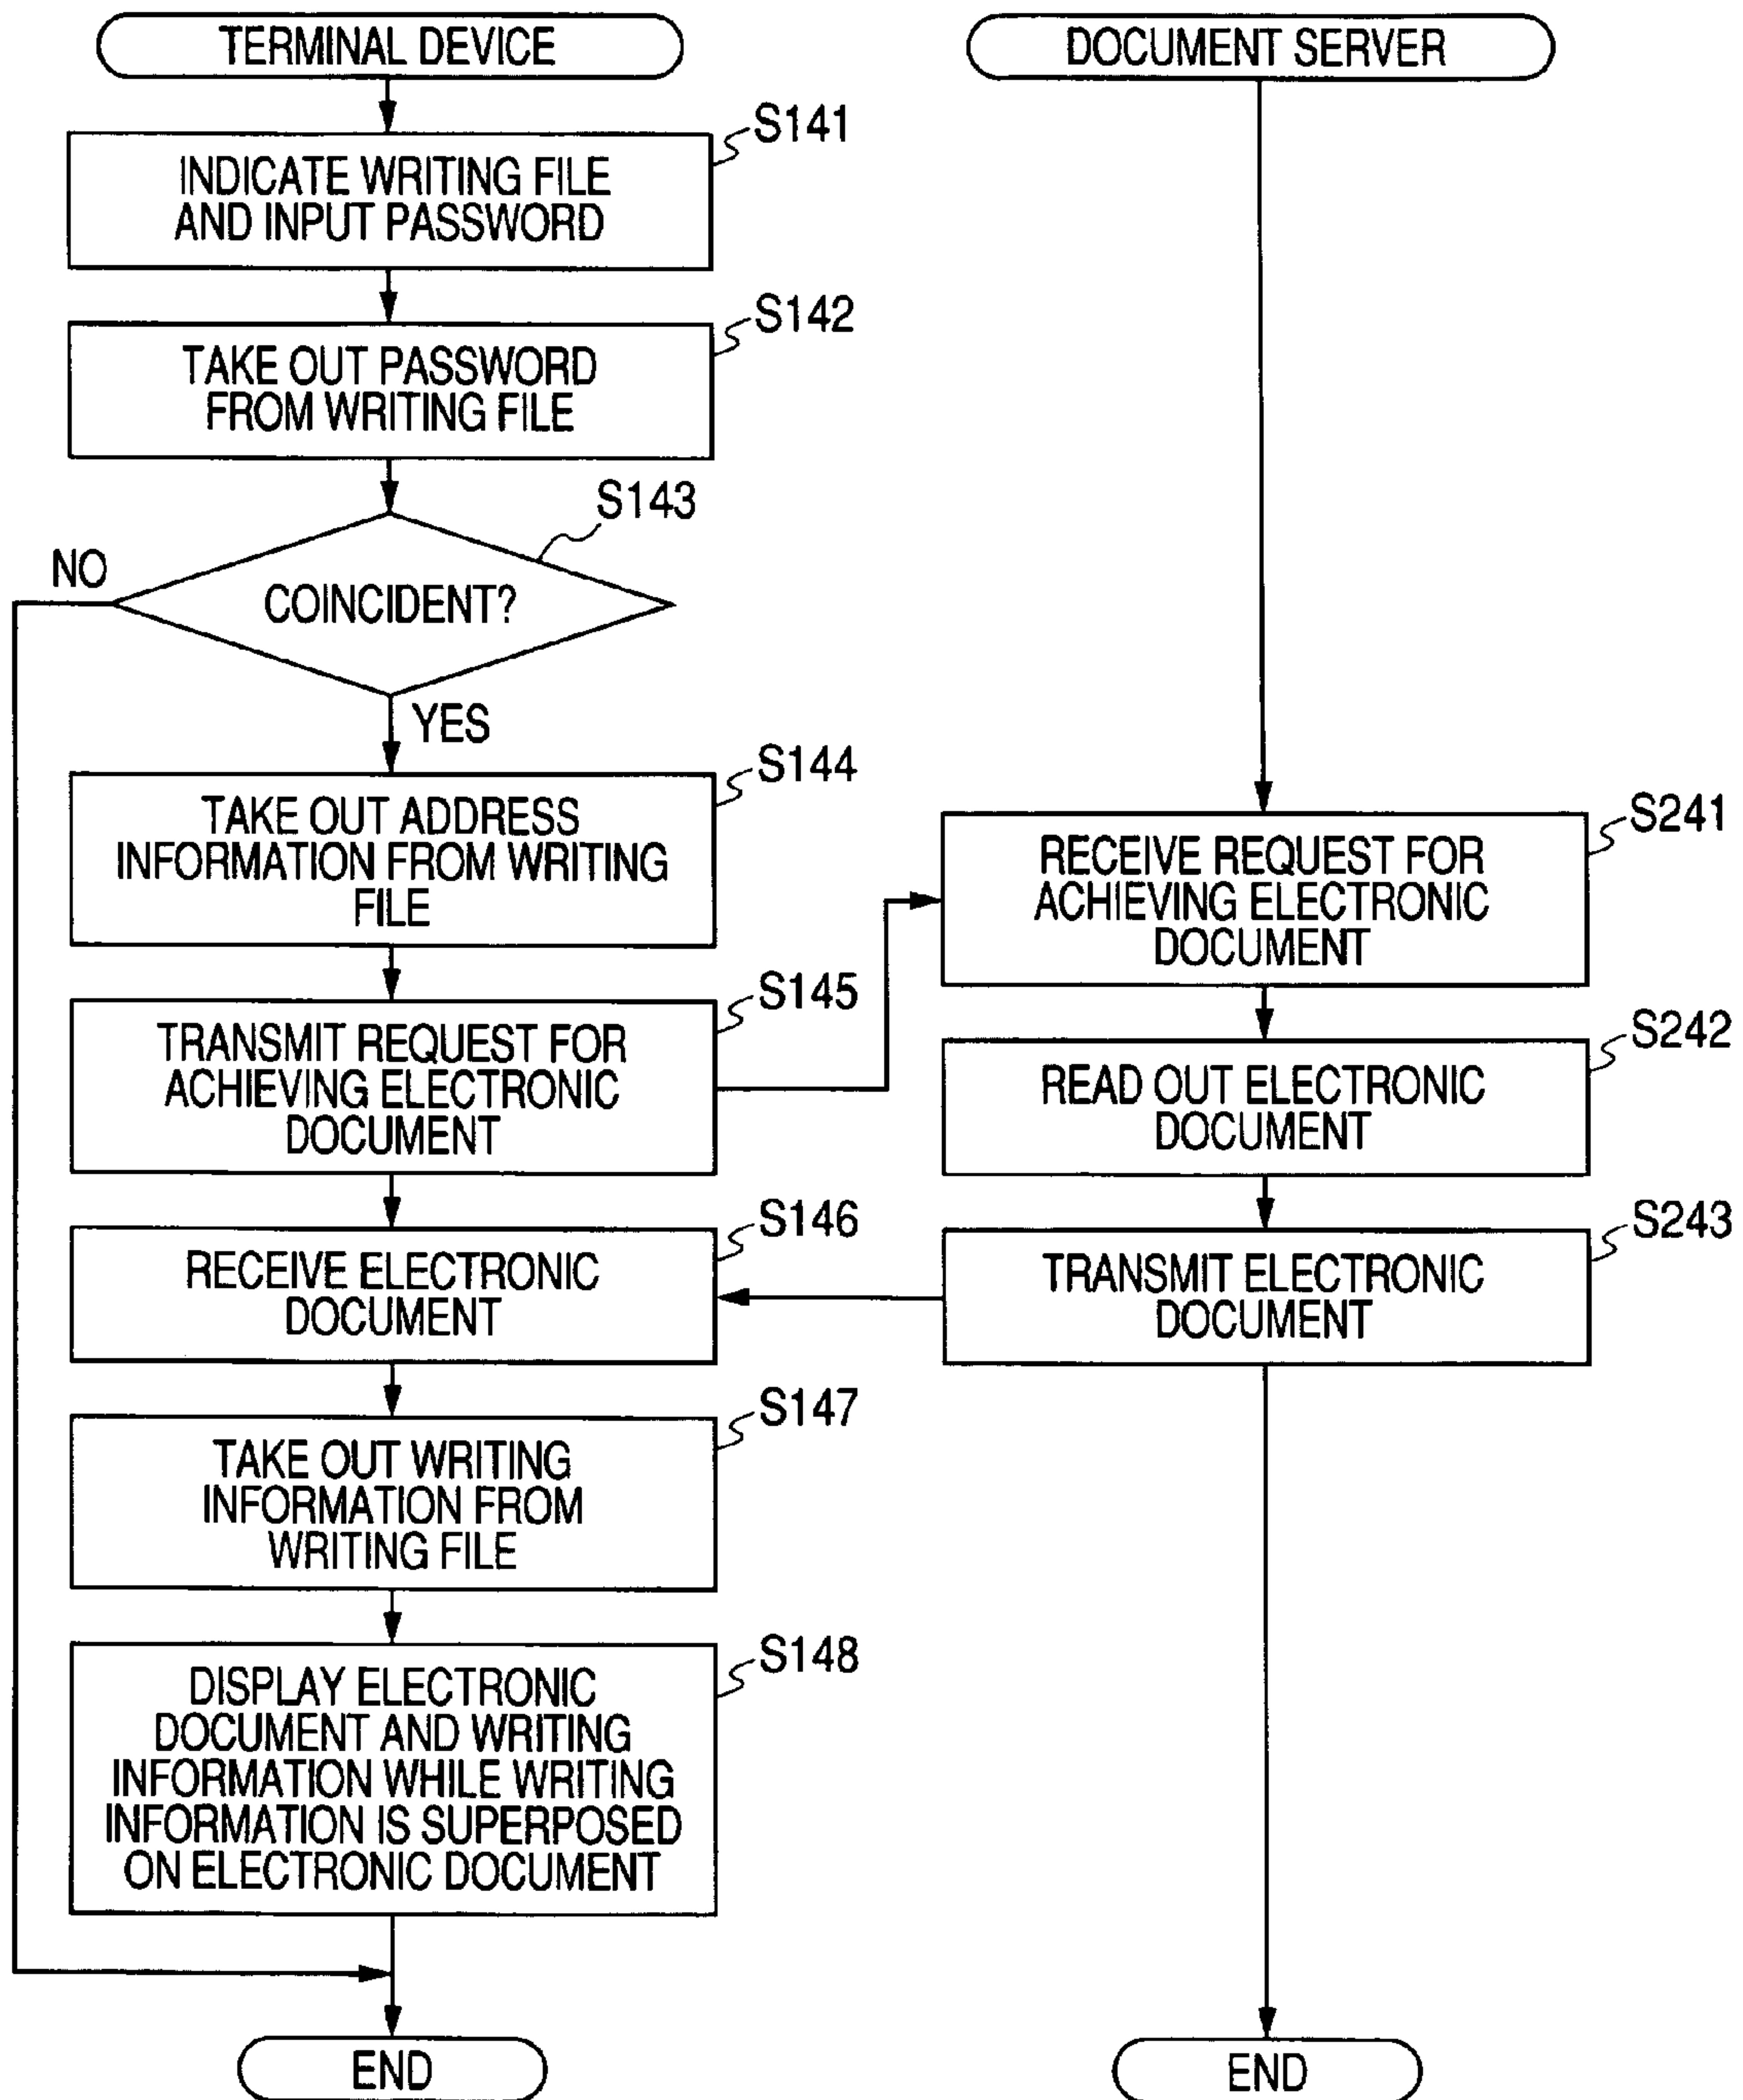 TERMINAL DEVICE
S141
INDICATE WRITING FILE
AND INPUT PASSWORD
S142
TAKE OUT PASSWORD
FROM WRITING FILE
S143
NO
COINCIDENT?
YES
S144
TAKE OUT ADDRESS
INFORMATION FROM WRITING
FILE
S145
TRANSMIT REQUEST FOR
ACHIEVING ELECTRONIC
DOCUMENT
S146
RECEIVE ELECTRONIC
DOCUMENT
S147
TAKE OUT WRITING
INFORMATION FROM
WRITING FILE
S148
DISPLAY ELECTRONIC
DOCUMENT AND WRITING
INFORMATION WHILE WRITING
INFORMATION IS SUPERPOSED
ON ELECTRONIC DOCUMENT
END
DOCUMENT SERVER
S241
RECEIVE REQUEST FOR
ACHIEVING ELECTRONIC
DOCUMENT
S242
READ OUT ELECTRONIC
DOCUMENT
S243
TRANSMIT ELECTRONIC
DOCUMENT
END